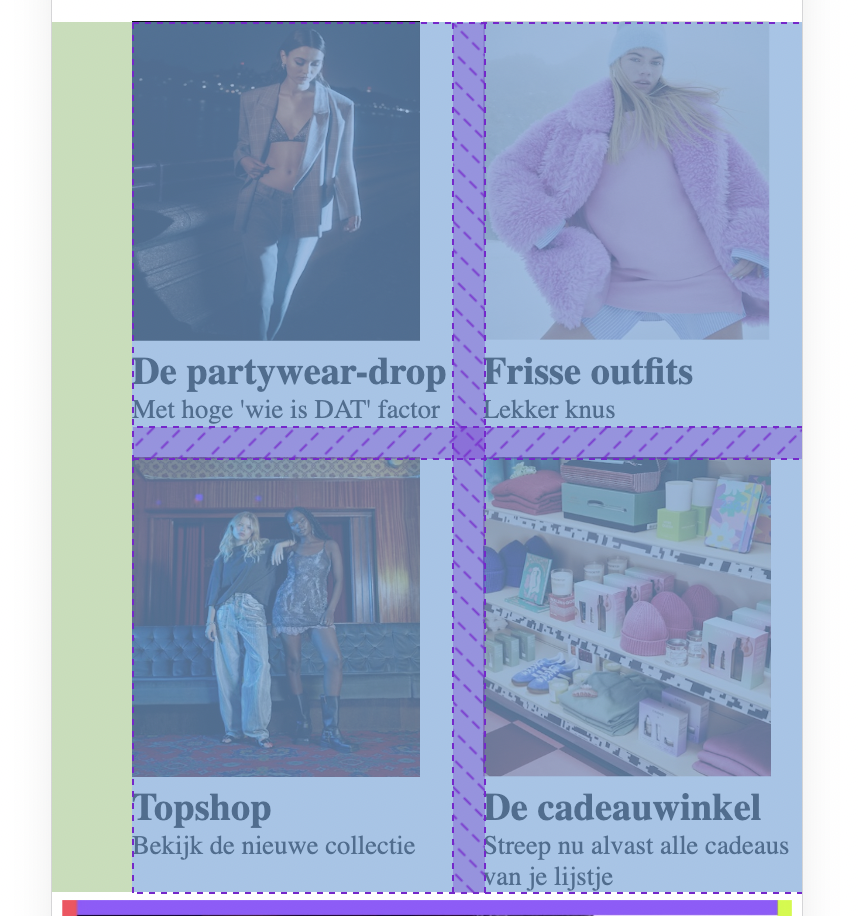 De partywear-drop
Met hoge 'wie is DAT' factor
Frisse outfits
Lekker knus
Topshop
Bekijk de nieuwe collectie
De cadeauwinkel
Streep nu alvast alle cadeaus
van je lijstje